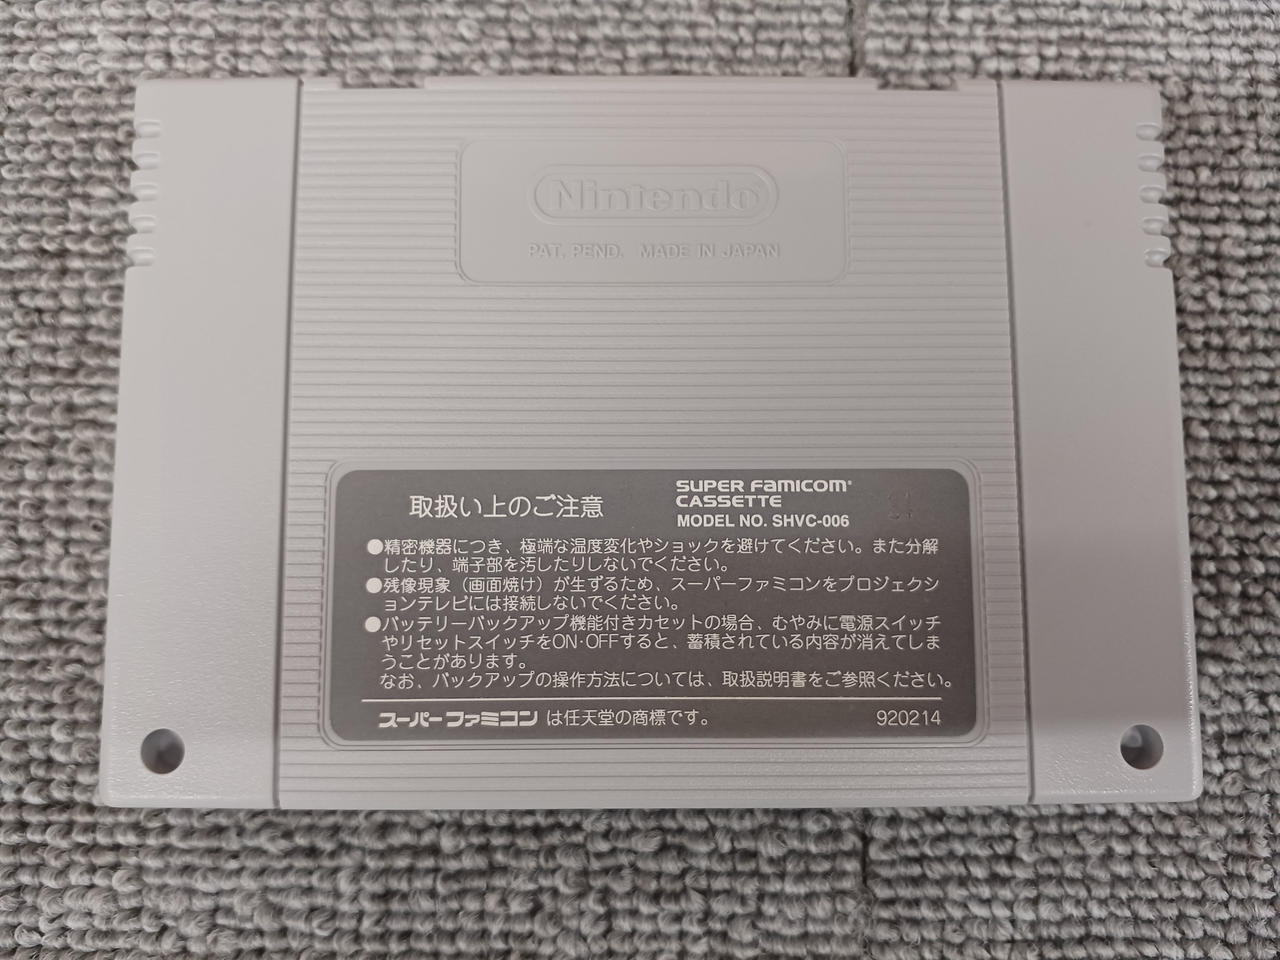 Nintendo
PAT. PEND. MADE IN JAPAN
取扱い上のご注意
SUPER FAMICOM®
CASSETTE
MODEL NO. SHVC-006
●精密機器につき、極端な温度変化やショックを避けてください。また分解
したり、端子部を汚したりしないでください。
●残像現象（画面焼け）が生ずるため、スーパーファミコンをプロジェクシ
ョンテレビには接続しないでください。
●バッテリーバックアップ機能付きカセットの場合、むやみに電源スイッチ
やリセットスイッチをON·OFFすると、蓄積されている内容が消えてしま
うことがあります。
なお、バックアップの操作方法については、取扱説明書をご参照ください。
スーパーファミコン は任天堂の商標です。
920214